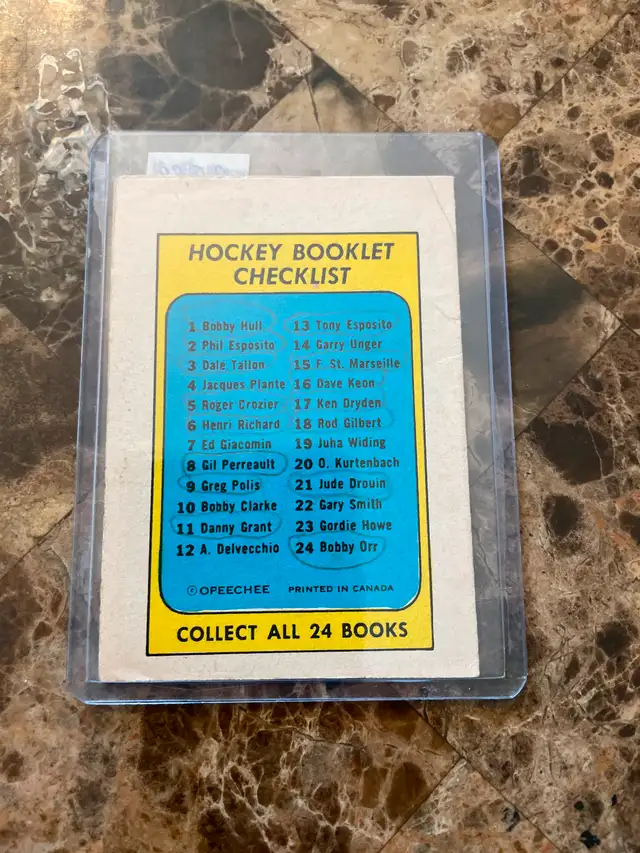 HOCKEY BOOKLET
CHECKLIST
1 Bobby Hull
2 Phil Esposito
3 Dale Tallon
4 Jacques Plante
5 Roger Crozier
6 Henri Richard
7 Ed Giacomin
8 Gil Perreault
9 Greg Polis
10 Bobby Clarke
11 Danny Grant
12 A. Delvecchio
13 Tony Esposito
14 Garry Unger
15 F. St. Marseille
16 Dave Keon
17 Ken Dryden
18 Rod Gilbert
19 Juha Widing
20 O. Kurtenbach
21 Jude Drouin
22 Gary Smith
23 Gordie Howe
24 Bobby Orr
© OPEECHEE PRINTED IN CANADA
COLLECT ALL 24 BOOKS